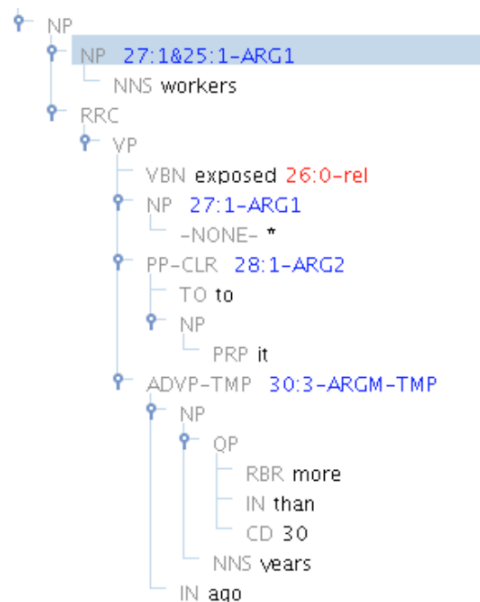 NP
NP 27:1&25:1-ARG1
NNS workers
RRC
VP
VBN exposed 26:0-rel
NP 27:1-ARG1
-NONE- *
PP-CLR 28:1-ARG2
TO to
NP
PRP it
ADVP-TMP 30:3-ARGM-TMP
NP
QP
RBR more
IN than
CD 30
NNS years
IN ago